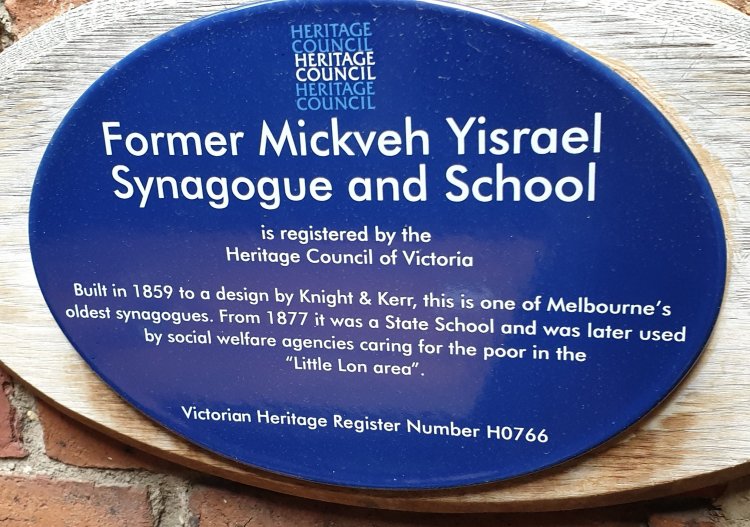 HERITAGE
COUNCIL
HERITAGE
COUNCIL
HERITAGE
COUNCIL
Former Mickveh Yisrael
Synagogue and School
is registered by the
Heritage Council of Victoria
Built in 1859 to a design by Knight & Kerr, this is one of Melbourne's
oldest synagogues. From 1877 it was a State School and was later used
by social welfare agencies caring for the poor in the
"Little Lon area".
Victorian Heritage Register Number H0766